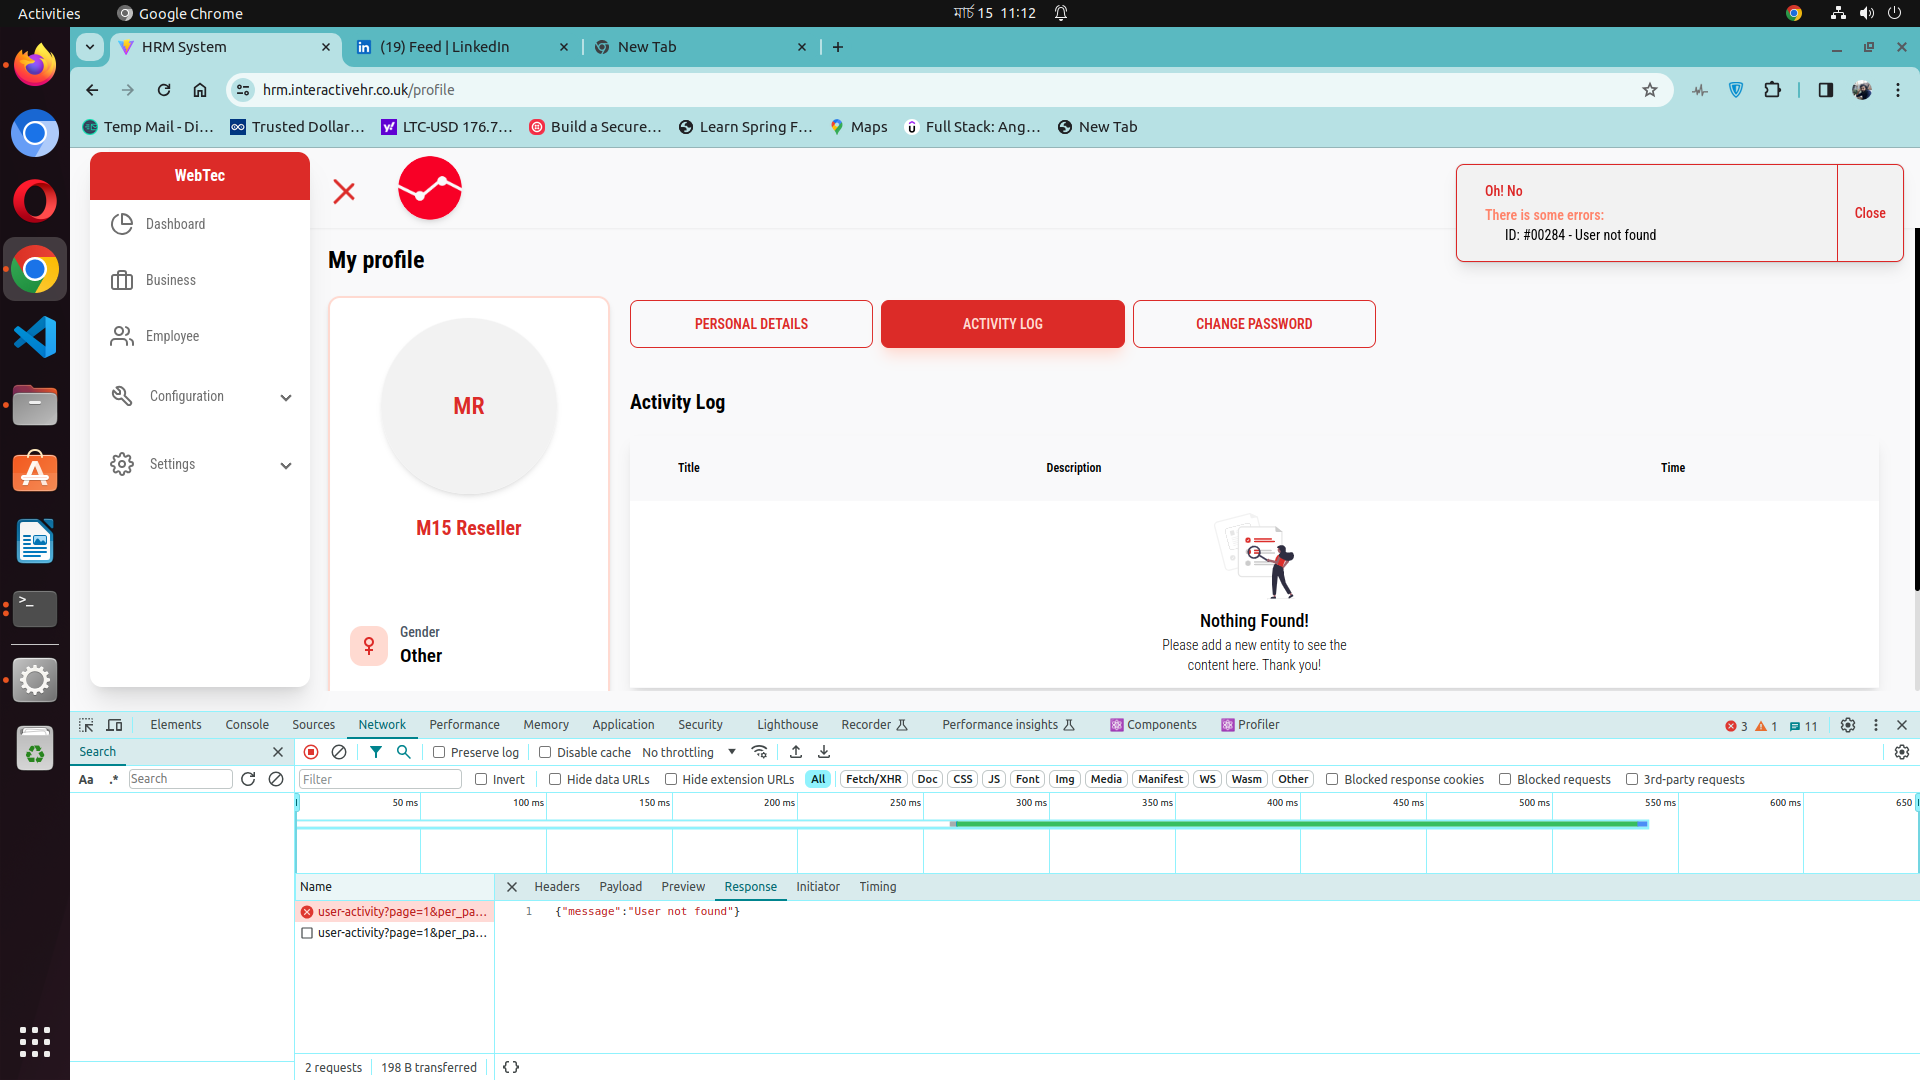 Activities
Google Chrome
মার্চ 15 11:12
HRM System
(19) Feed | LinkedIn
New Tab
hrm.interactivehr.co.uk/profile
Temp Mail - Di...
Trusted Dollar...
LTC-USD 176.7...
Build a Secure...
Learn Spring F...
Maps
Full Stack: Ang...
New Tab
WebTec
Dashboard
Business
Employee
Configuration
Settings
Oh! No
There is some errors:
ID: #00284 - User not found
Close
My profile
MR
M15 Reseller
Gender
Other
PERSONAL DETAILS
ACTIVITY LOG
CHANGE PASSWORD
Activity Log
Title Description Time
Nothing Found!
Please add a new entity to see the
content here. Thank you!
Elements Console Sources Network Performance Memory Application Security Lighthouse Recorder Performance insights Components Profiler 3 1 11
Search
Preserve log Disable cache No throttling
Aa .* Search
Filter Invert Hide data URLs Hide extension URLs All Fetch/XHR Doc CSS JS Font Img Media Manifest WS Wasm Other Blocked response cookies Blocked requests 3rd-party requests
50 ms 100 ms 150 ms 200 ms 250 ms 300 ms 350 ms 400 ms 450 ms 500 ms 550 ms 600 ms 650
Name
Headers Payload Preview Response Initiator Timing
user-activity?page=1&per_pa...
user-activity?page=1&per_pa...
1 {"message":"User not found"}
2 requests 198 B transferred {}